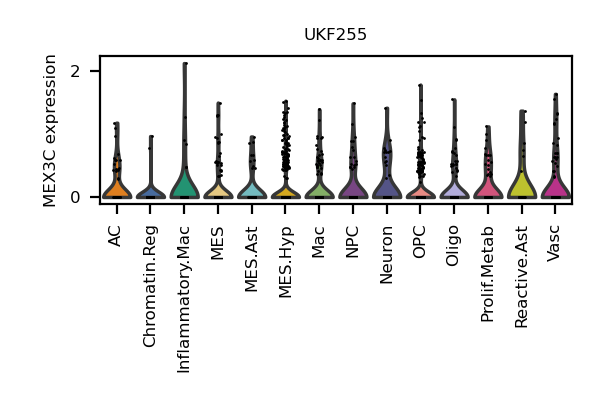 UKF255
MEX3C expression
2
0
AC
Chromatin.Reg
Inflammatory.Mac
MES
MES.Ast
MES.Hyp
Mac
NPC
Neuron
OPC
Oligo
Prolif.Metab
Reactive.Ast
Vasc